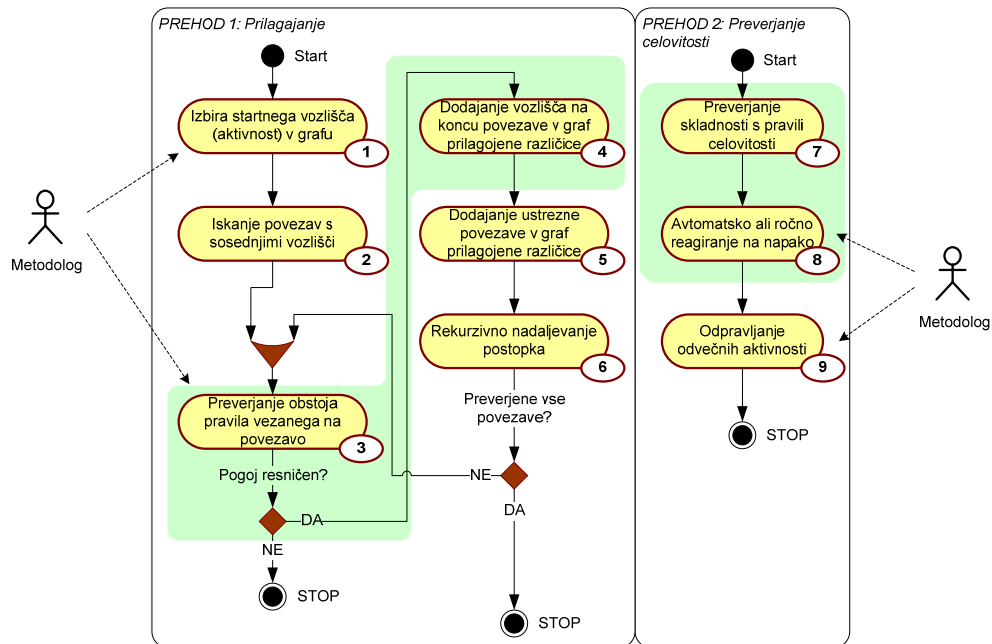 PREHOD 1: Prilagajanje
Start
Izbira startnega vozlišča
(aktivnost) v grafu
1
Iskanje povezav s
sosednjimi vozlišči
2
Preverjanje obstoja
pravila vezanega na
povezavo
3
Pogoj resničen?
DA
NE
STOP
Dodajanje vozlišča na
koncu povezave v graf
prilagojene različice
4
Dodajanje ustrezne
povezave v graf
prilagojene različice
5
Rekurzivno nadaljevanje
postopka
6
Preverjene vse
povezave?
NE
DA
STOP
Metodolog
PREHOD 2: Preverjanje
celovitosti
Start
Preverjanje
skladnosti s pravili
celovitosti
7
Avtomatsko ali ročno
reagiranje na napako
8
Odpravljanje
odvečnih aktivnosti
9
STOP
Metodolog